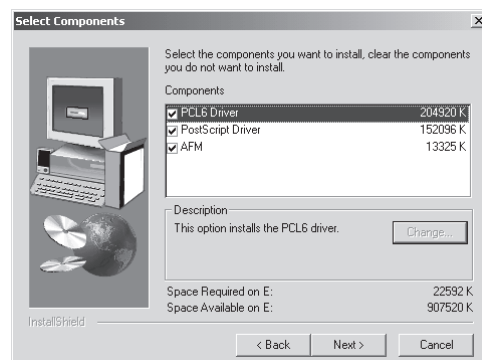 Select Components
Select the components you want to install, clear the components
you do not want to install.
Components
PCL6 Driver 204920 K
PostScript Driver 152096 K
AFM 13325 K
Description
This option installs the PCL6 driver.
Change...
Space Required on E: 22592 K
Space Available on E: 907520 K
InstallShield
< Back Next > Cancel